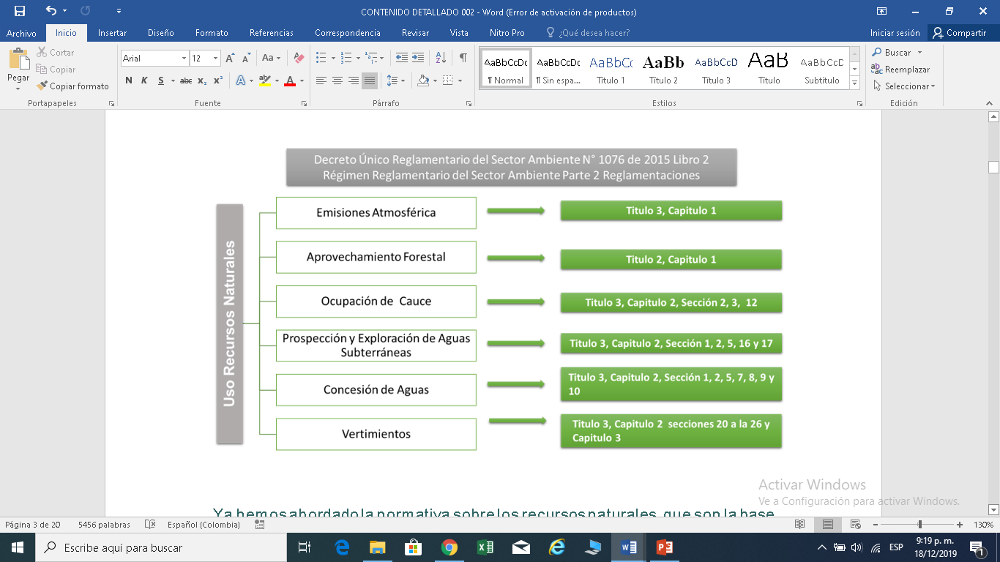 CONTENIDO DETALLADO 002 - Word (Error de activación de productos)
Archivo Inicio Insertar Diseño Formato Referencias Correspondencia Revisar Vista Nitro Pro ¿Qué desea hacer? Iniciar sesión Compartir
Pegar
Cortar
Copiar
Copiar formato
Portapapeles
Arial 12
N K S abc x₂ x²
Fuente
Párrafo
AaBbCcDc AaBbCcDc AaBbCc AaBb AaBbCcD AaB AaBbCcD
¶ Normal ¶ Sin espa... Título 1 Título 2 Título 3 Título Subtítulo
Estilos
Buscar
Reemplazar
Seleccionar
Edición
Decreto Único Reglamentario del Sector Ambiente N° 1076 de 2015 Libro 2
Régimen Reglamentario del Sector Ambiente Parte 2 Reglamentaciones
Uso Recursos Naturales
Emisiones Atmosférica
Titulo 3, Capitulo 1
Aprovechamiento Forestal
Titulo 2, Capitulo 1
Ocupación de Cauce
Titulo 3, Capitulo 2, Sección 2, 3, 12
Prospección y Exploración de Aguas
Subterráneas
Titulo 3, Capitulo 2, Sección 1, 2, 5, 16 y 17
Concesión de Aguas
Titulo 3, Capitulo 2, Sección 1, 2, 5, 7, 8, 9 y
10
Vertimientos
Titulo 3, Capitulo 2 secciones 20 a la 26 y
Capitulo 3
Ya hemos abordado la normativa sobre los recursos naturales, que son la base
Activar Windows
Ve a Configuración para activar Windows.
Página 3 de 20 5456 palabras Español (Colombia) 130%
Escribe aquí para buscar
ESP
9:19 p. m.
18/12/2019